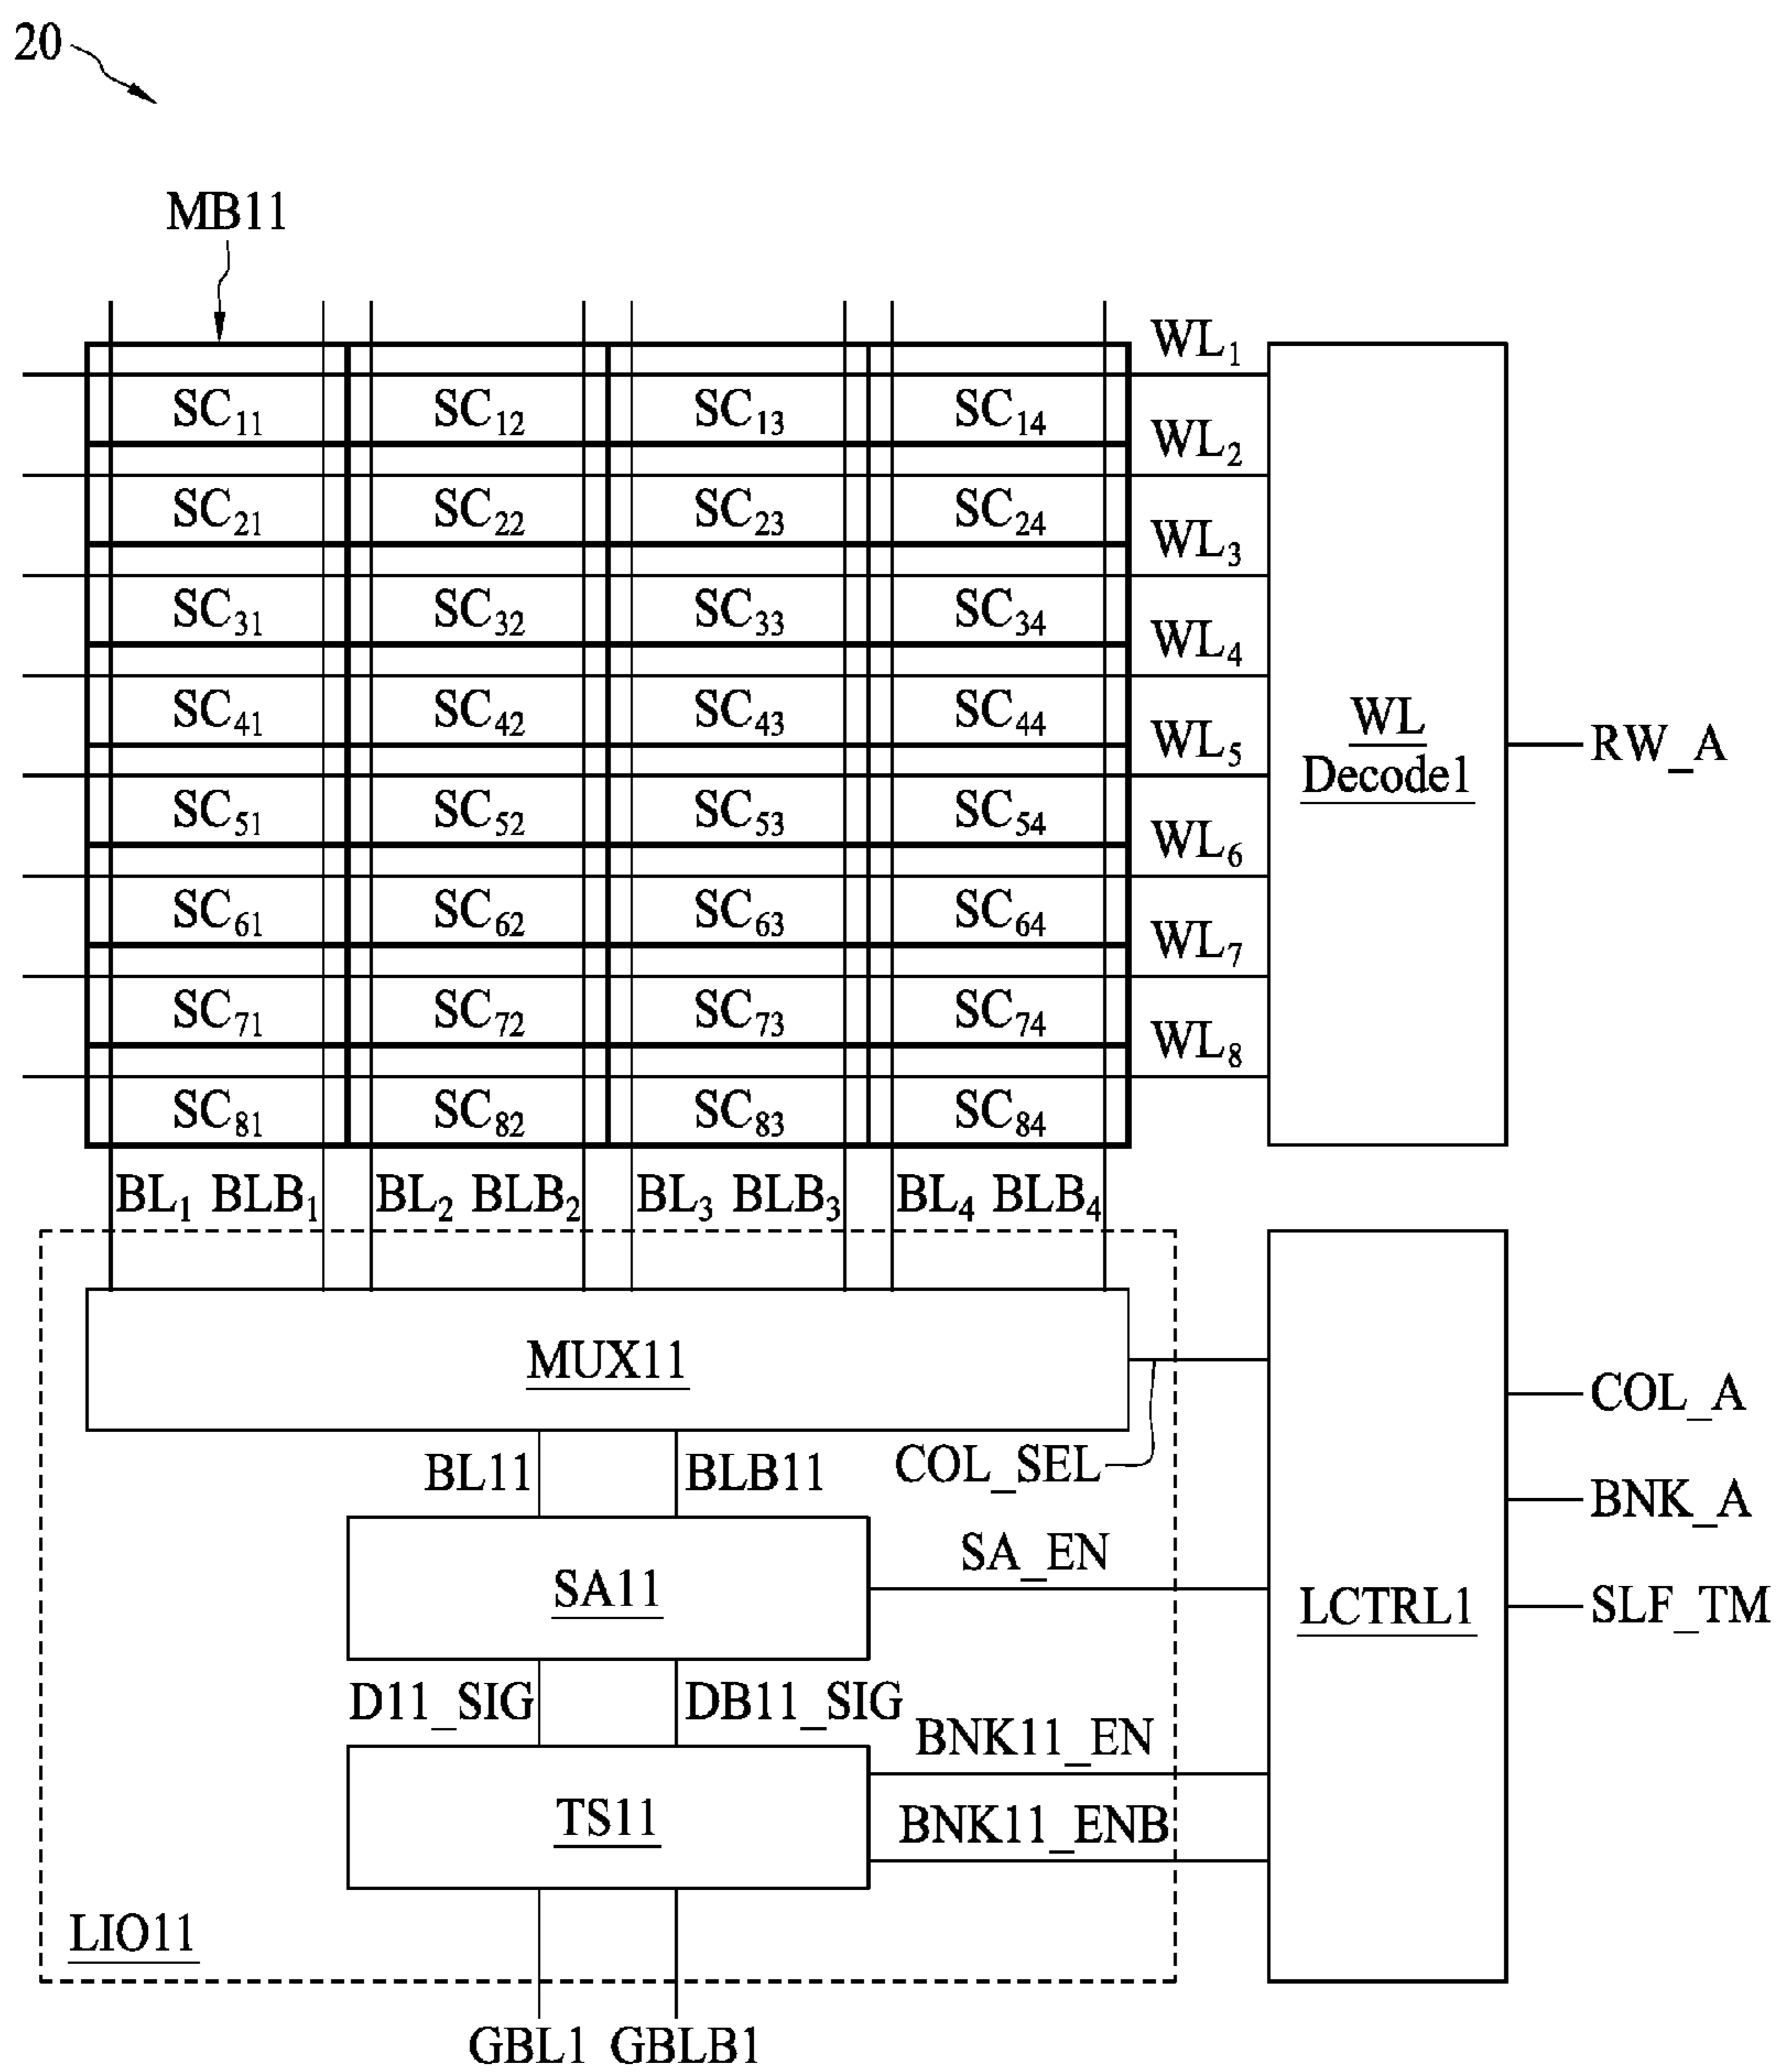 20
MB11
WL1
SC11 SC12 SC13 SC14
WL2
SC21 SC22 SC23 SC24
WL3
SC31 SC32 SC33 SC34
WL4
SC41 SC42 SC43 SC44
WL
Decode1
RW_A
WL5
SC51 SC52 SC53 SC54
WL6
SC61 SC62 SC63 SC64
WL7
SC71 SC72 SC73 SC74
WL8
SC81 SC82 SC83 SC84
BL1 BLB1 BL2 BLB2 BL3 BLB3 BL4 BLB4
MUX11
COL_A
BL11 BLB11 COL_SEL
BNK_A
SA_EN
SA11
LCTRL1
SLF_TM
D11_SIG DB11_SIG
BNK11_EN
TS11
BNK11_ENB
LIO11
GBL1 GBLB1